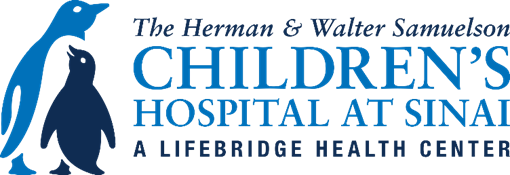 The Herman & Walter Samuelson
CHILDREN'S
HOSPITAL AT SINAI
A LIFEBRIDGE HEALTH CENTER